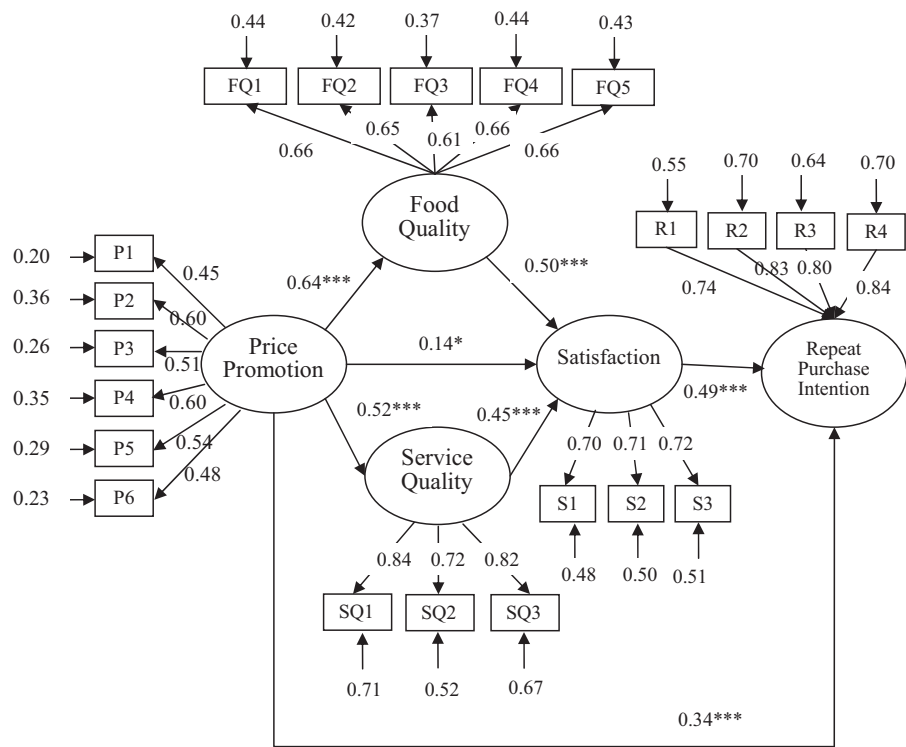 0.44 0.42 0.37 0.44 0.43
FQ1 FQ2 FQ3 FQ4 FQ5
0.66 0.65 0.61 0.66 0.66
0.55 0.70 0.64 0.70
R1 R2 R3 R4
0.74 0.83 0.80 0.84
Food
Quality
0.20 P1 0.45
0.36 P2 0.60
0.26 P3 0.51
0.35 P4 0.60
0.29 P5 0.54
0.23 P6 0.48
0.64***
0.50***
Price
Promotion
0.14*
Satisfaction
0.49***
Repeat
Purchase
Intention
0.52***
0.45***
Service
Quality
0.70 0.71 0.72
S1 S2 S3
0.48 0.50 0.51
0.84 0.72 0.82
SQ1 SQ2 SQ3
0.71 0.52 0.67
0.34***